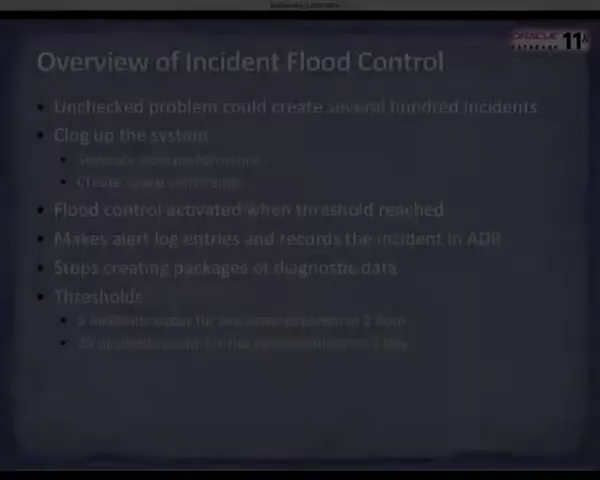 ORACLE
DATABASE 11g
Overview of Incident Flood Control
• Unchecked problem could create several hundred incidents
• Clog up the system
• Severely slow performance
• Create space constraints
• Flood control activated when threshold reached
• Makes alert log entries and records the incident in ADR
• Stops creating packages of diagnostic data
• Thresholds
• 5 incidents occur for the same problem in 1 hour
• 25 incidents occur for the same problem in 1 day